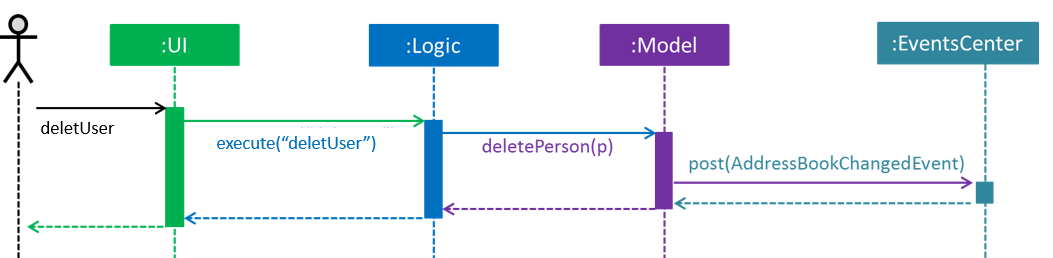 :UI
:Logic
:Model
:EventsCenter
deletUser
execute(“deletUser”)
deletePerson(p)
post(AddressBookChangedEvent)